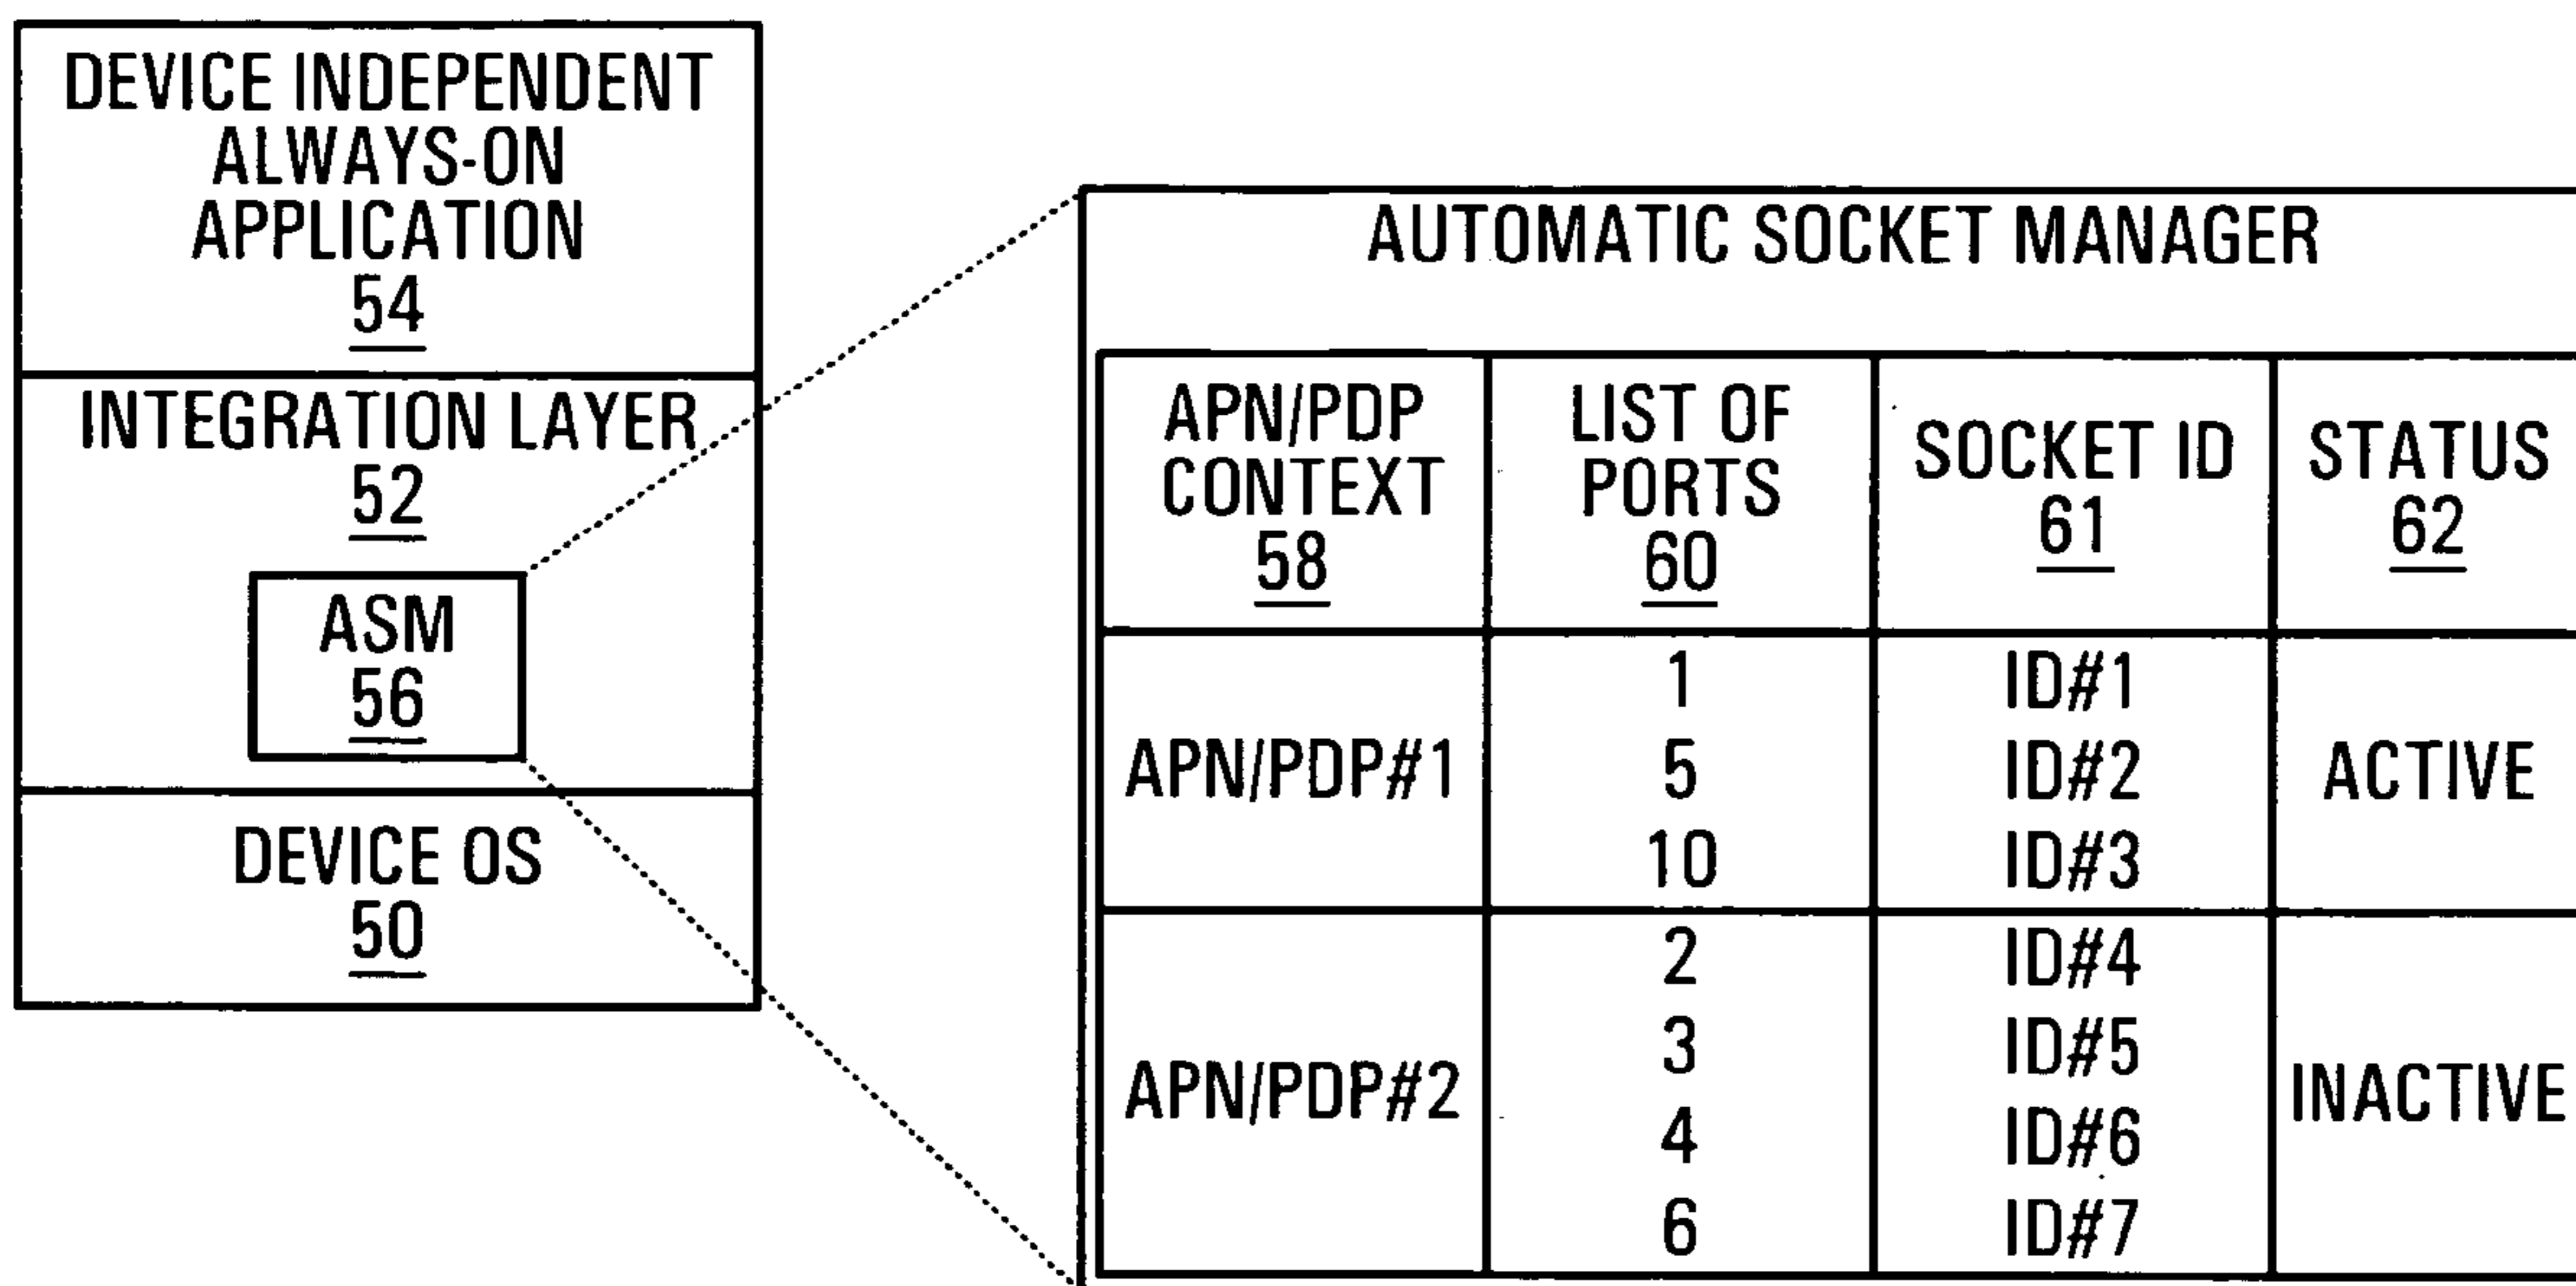 DEVICE INDEPENDENT
ALWAYS-ON
APPLICATION
54
INTEGRATION LAYER
52
ASM
56
DEVICE OS
50
AUTOMATIC SOCKET MANAGER
APN/PDP
CONTEXT
58
LIST OF
PORTS
60
SOCKET ID
61
STATUS
62
APN/PDP#1
1
5
10
ID#1
ID#2
ID#3
ACTIVE
APN/PDP#2
2
3
4
6
ID#4
ID#5
ID#6
ID#7
INACTIVE